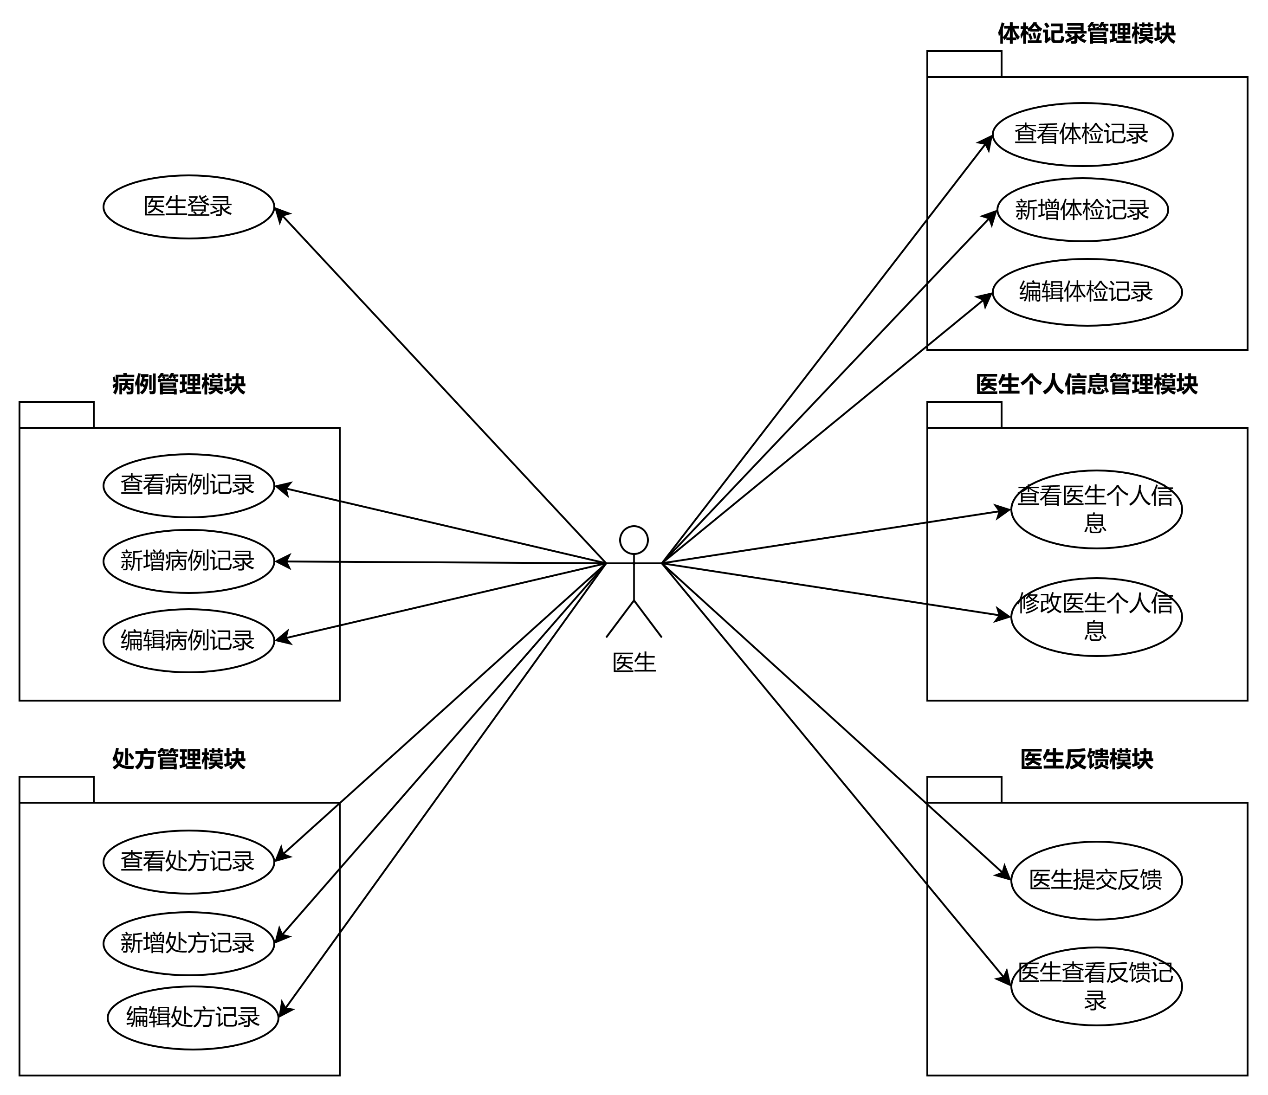 体检记录管理模块
查看体检记录
新增体检记录
编辑体检记录
医生登录
病例管理模块
查看病例记录
新增病例记录
编辑病例记录
医生个人信息管理模块
查看医生个人信
息
修改医生个人信
息
医生
处方管理模块
查看处方记录
新增处方记录
编辑处方记录
医生反馈模块
医生提交反馈
医生查看反馈记
录